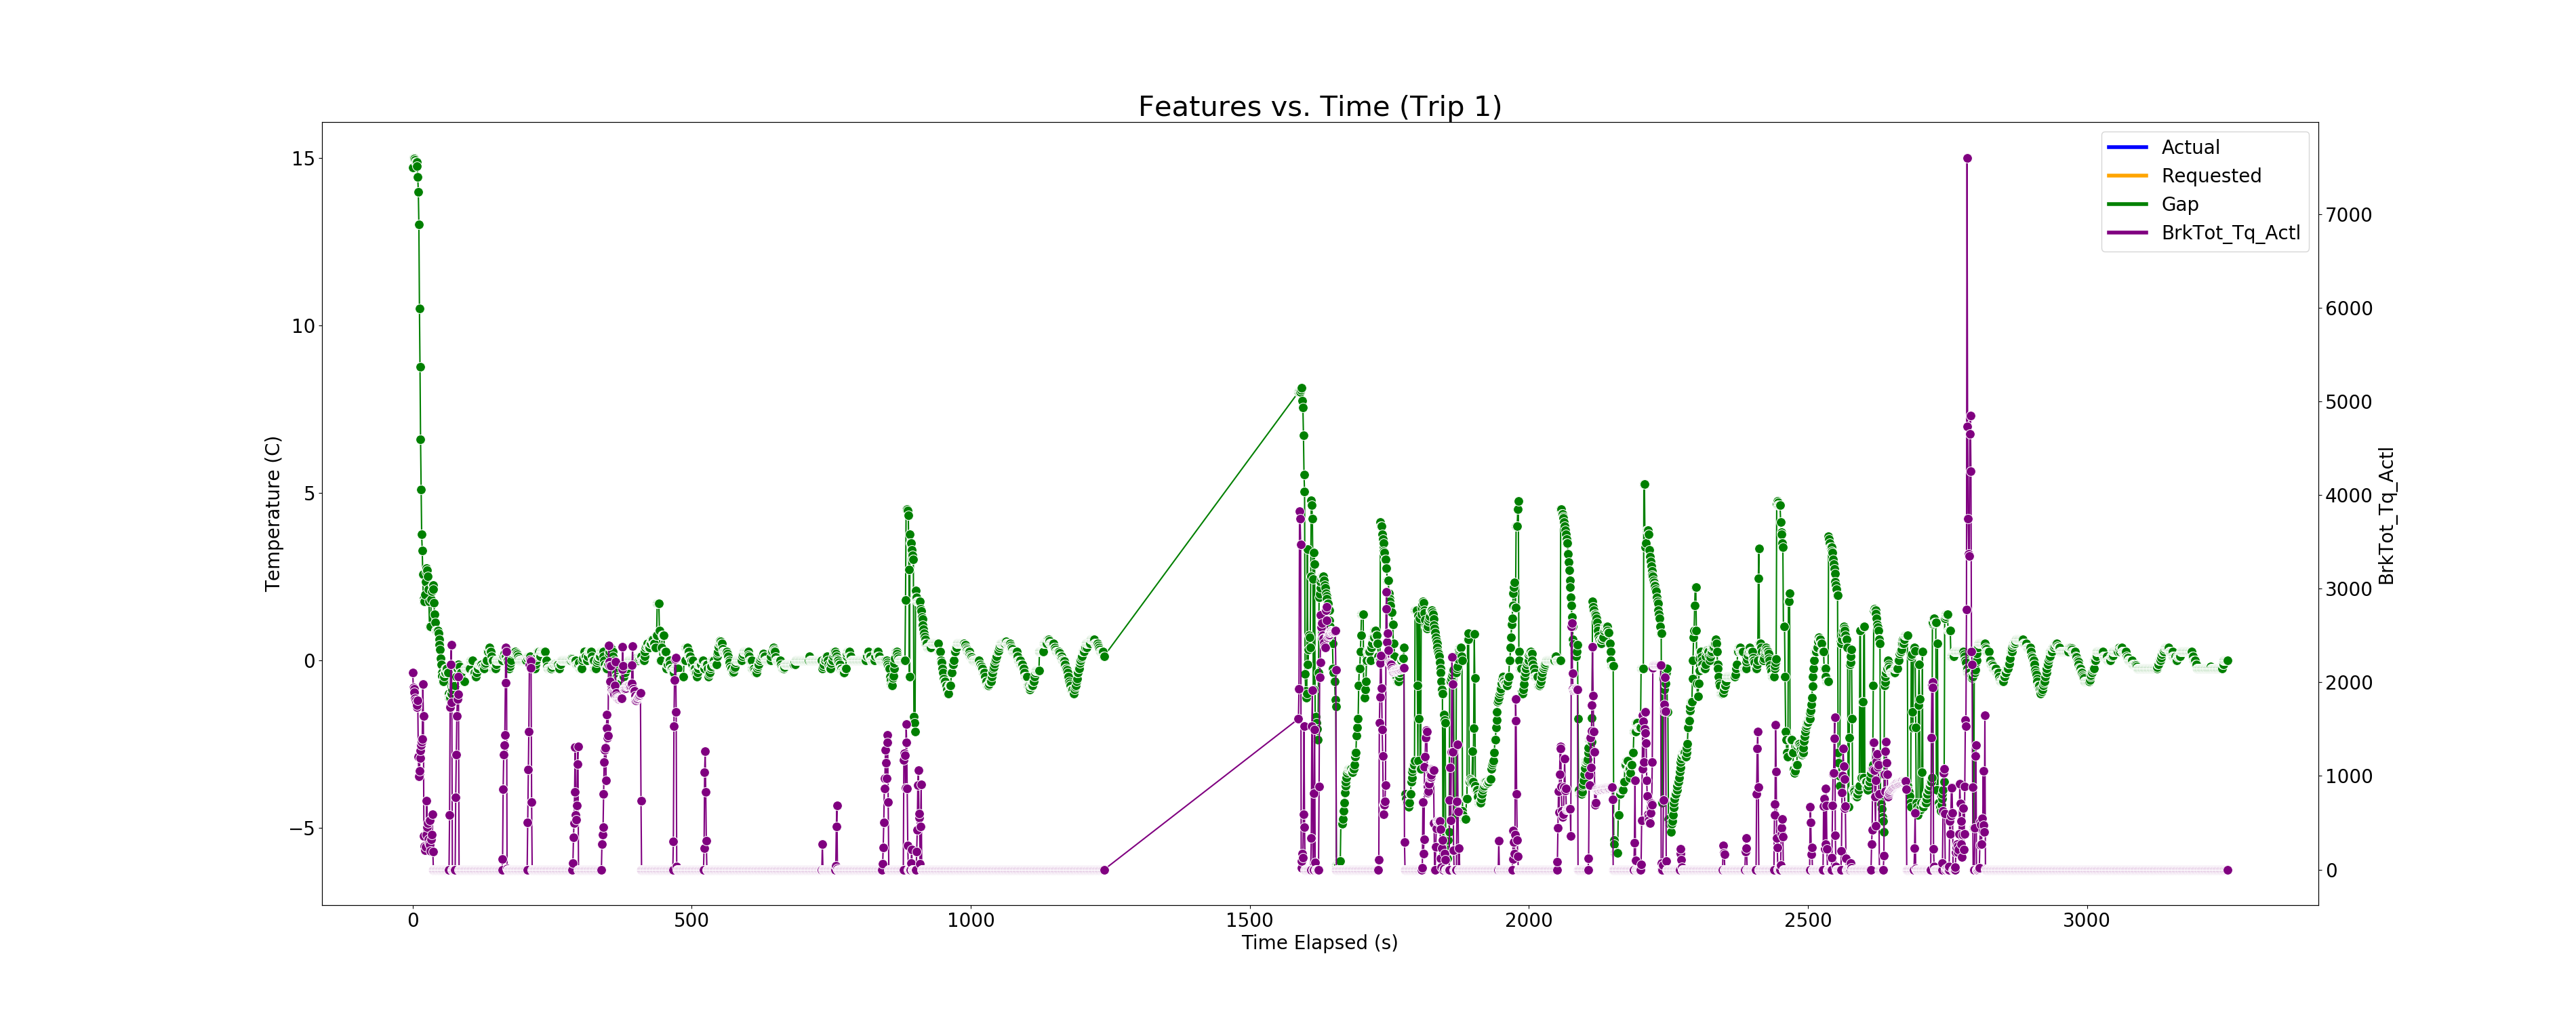 Features vs. Time (Trip 1)
Actual
Requested
Gap
BrkTot_Tq_Actl
15
10
5
0
−5
Temperature (C)
7000
6000
5000
4000
3000
2000
1000
0
BrkTot_Tq_Actl
0 500 1000 1500 2000 2500 3000
Time Elapsed (s)